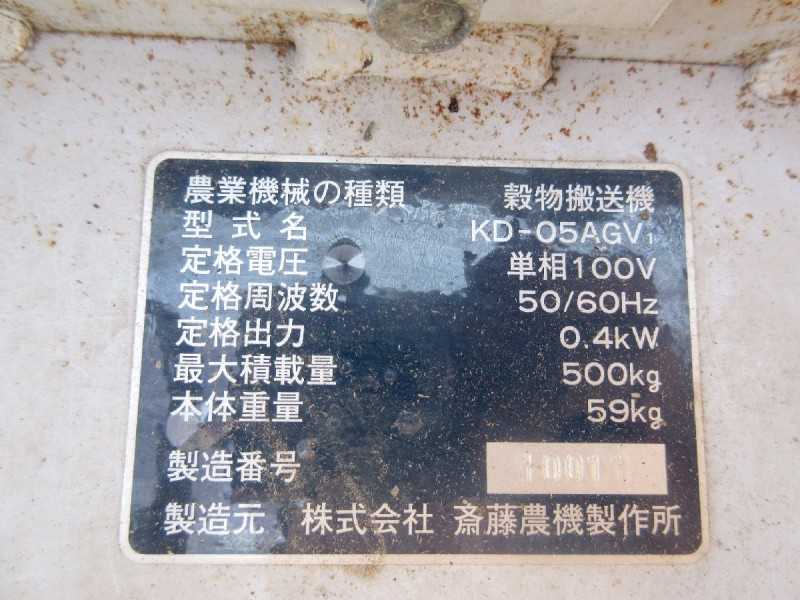 農業機械の種類 穀物搬送機
型式名 KD-05AGV₁
定格電圧 単相100V
定格周波数 50/60Hz
定格出力 0.4kW
最大積載量 500kg
本体重量 59kg
製造番号
製造元 株式会社 斎藤農機製作所